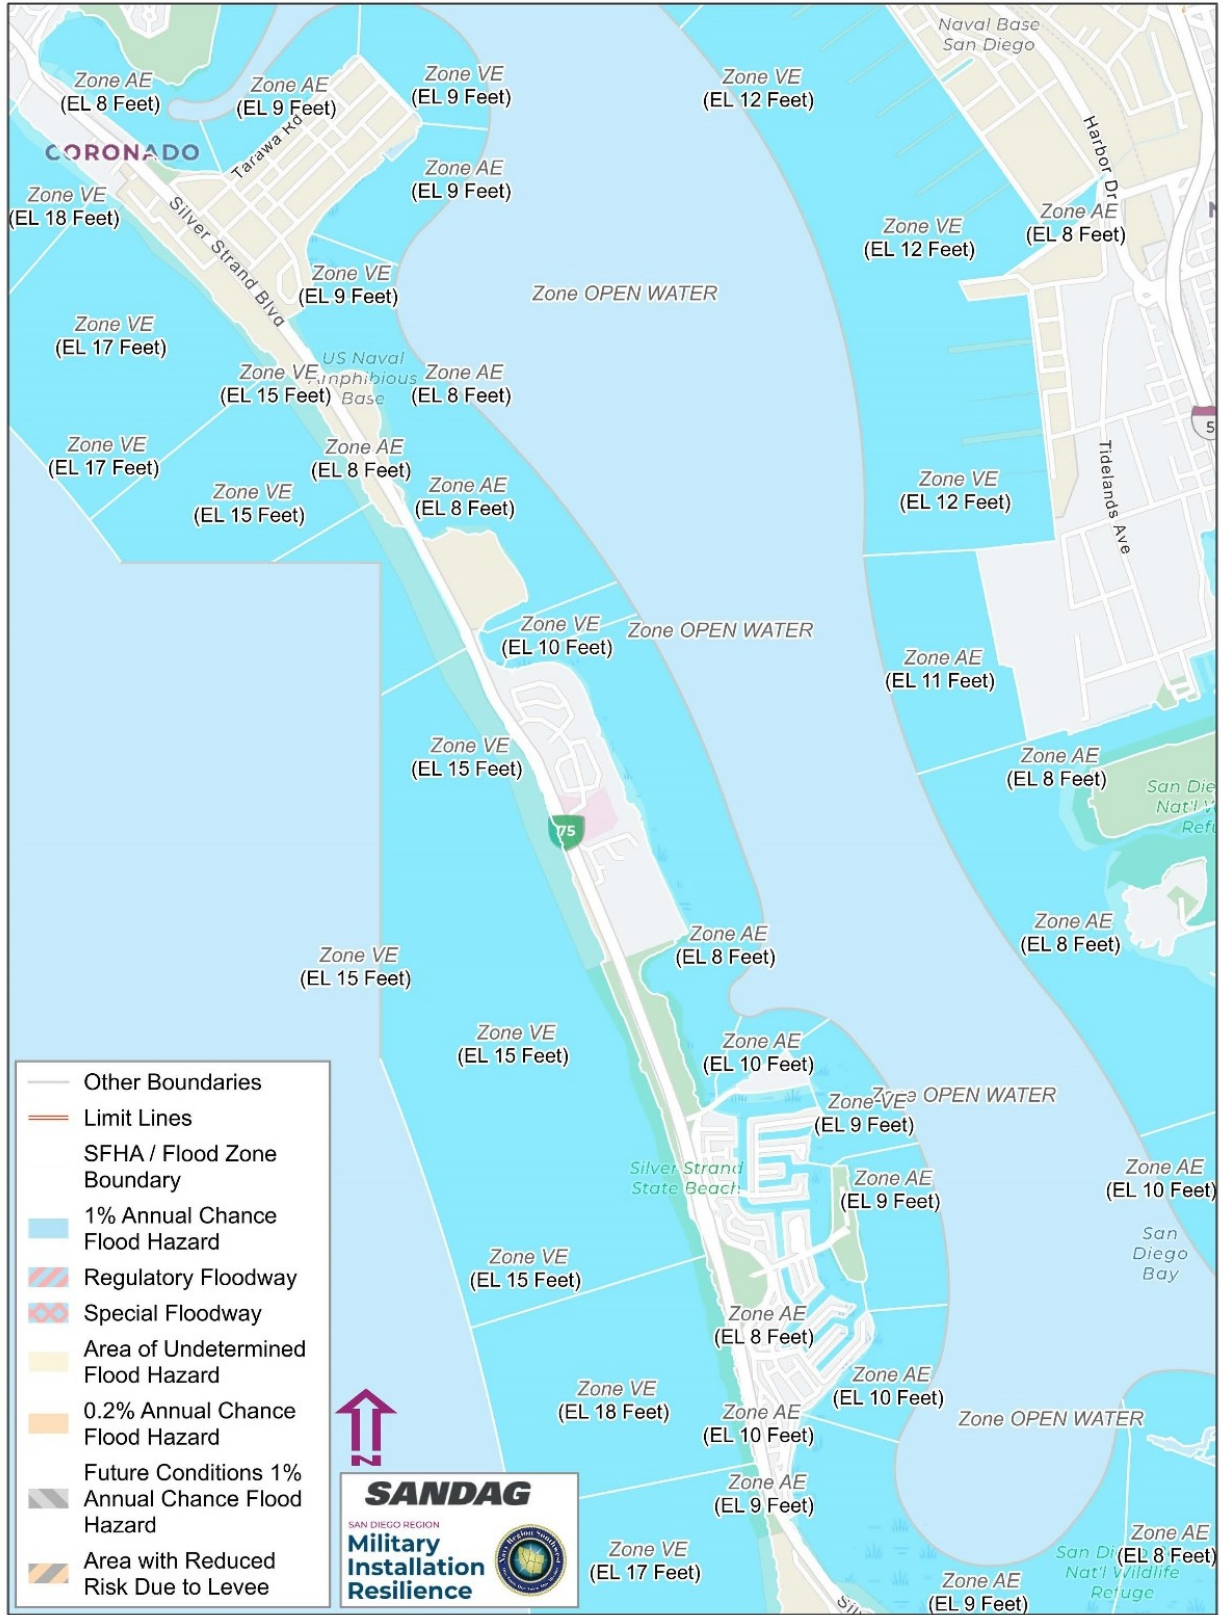 Naval Base
San Diego
Zone AE
(EL 8 Feet)
Zone AE
(EL 9 Feet)
Zone VE
(EL 9 Feet)
Zone VE
(EL 12 Feet)
Tarawa Rd
Harbor Dr
CORONADO
Zone VE
(EL 18 Feet)
Zone AE
(EL 9 Feet)
Silver Strand Blvd
Zone VE
(EL 12 Feet)
Zone AE
(EL 8 Feet)
Zone VE
(EL 9 Feet)
Zone OPEN WATER
Zone VE
(EL 17 Feet)
US Naval
Amphibious
Base
Zone VE
(EL 15 Feet)
Zone AE
(EL 8 Feet)
5
Zone VE
(EL 17 Feet)
Zone AE
(EL 8 Feet)
Zone VE
(EL 15 Feet)
Zone AE
(EL 8 Feet)
Zone VE
(EL 12 Feet)
Tidelands Ave
Zone VE
(EL 10 Feet)
Zone OPEN WATER
Zone AE
(EL 11 Feet)
Zone VE
(EL 15 Feet)
Zone AE
(EL 8 Feet)
San Die
Nat'l W
Refu
75
Zone AE
(EL 8 Feet)
Zone AE
(EL 8 Feet)
Zone VE
(EL 15 Feet)
Zone VE
(EL 15 Feet)
Zone AE
(EL 10 Feet)
Zone OPEN WATER
Zone VE
(EL 9 Feet)
Silver Strand
State Beach
Zone AE
(EL 9 Feet)
Zone AE
(EL 10 Feet)
San
Diego
Bay
Zone VE
(EL 15 Feet)
Zone AE
(EL 8 Feet)
Zone VE
(EL 18 Feet)
Zone AE
(EL 10 Feet)
Zone AE
(EL 10 Feet)
Zone OPEN WATER
Zone AE
(EL 9 Feet)
Zone VE
(EL 17 Feet)
Zone AE
(EL 8 Feet)
San Di
Nat'l Wildlife
Refuge
Zone AE
(EL 9 Feet)
Silv
Other Boundaries
Limit Lines
SFHA / Flood Zone
Boundary
1% Annual Chance
Flood Hazard
Regulatory Floodway
Special Floodway
Area of Undetermined
Flood Hazard
0.2% Annual Chance
Flood Hazard
Future Conditions 1%
Annual Chance Flood
Hazard
Area with Reduced
Risk Due to Levee
N
SANDAG
SAN DIEGO REGION
Military
Installation
Resilience